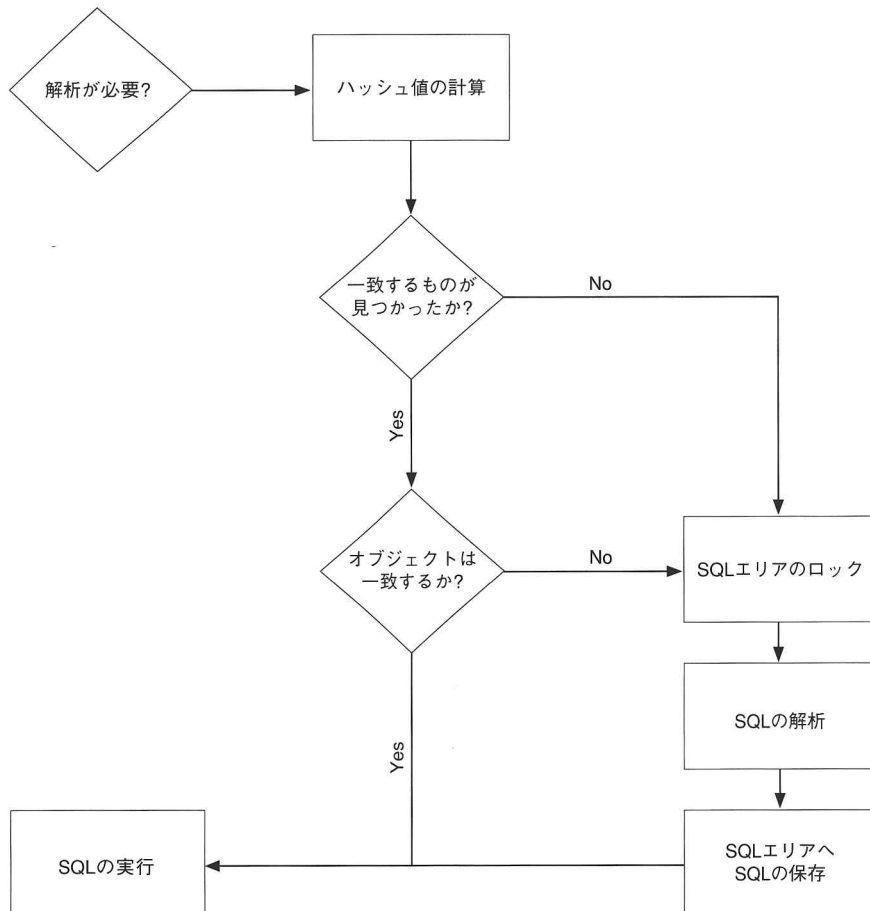 解析が必要?
ハッシュ値の計算
一致するものが
見つかったか?
No
Yes
オブジェクトは
一致するか?
No
SQLエリアのロック
SQLの解析
Yes
SQLの実行
SQLエリアへ
SQLの保存